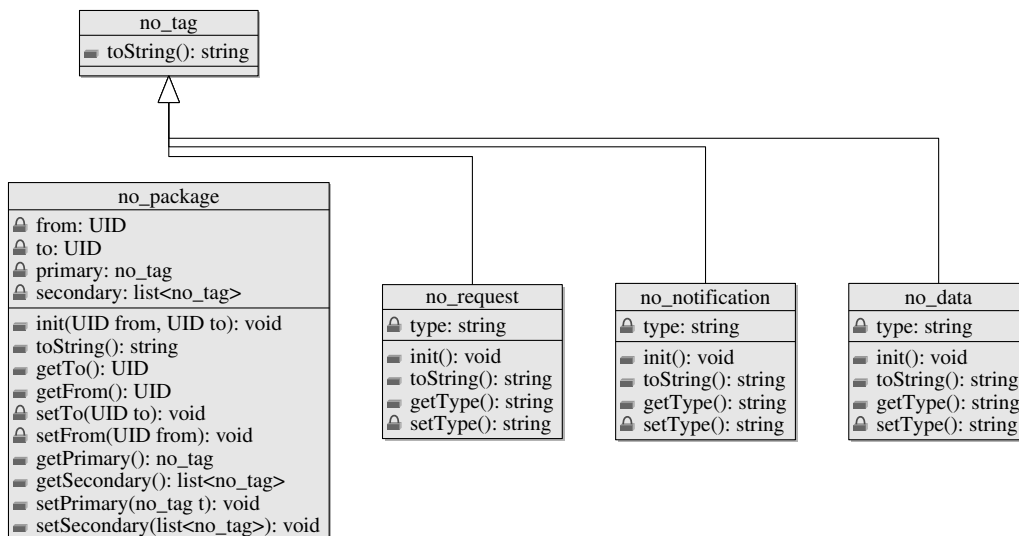 no_tag
toString(): string
no_package
from: UID
to: UID
primary: no_tag
secondary: list<no_tag>
init(UID from, UID to): void
toString(): string
getTo(): UID
getFrom(): UID
setTo(UID to): void
setFrom(UID from): void
getPrimary(): no_tag
getSecondary(): list<no_tag>
setPrimary(no_tag t): void
setSecondary(list<no_tag>): void
no_request
type: string
init(): void
toString(): string
getType(): string
setType(): string
no_notification
type: string
init(): void
toString(): string
getType(): string
setType(): string
no_data
type: string
init(): void
toString(): string
getType(): string
setType(): string